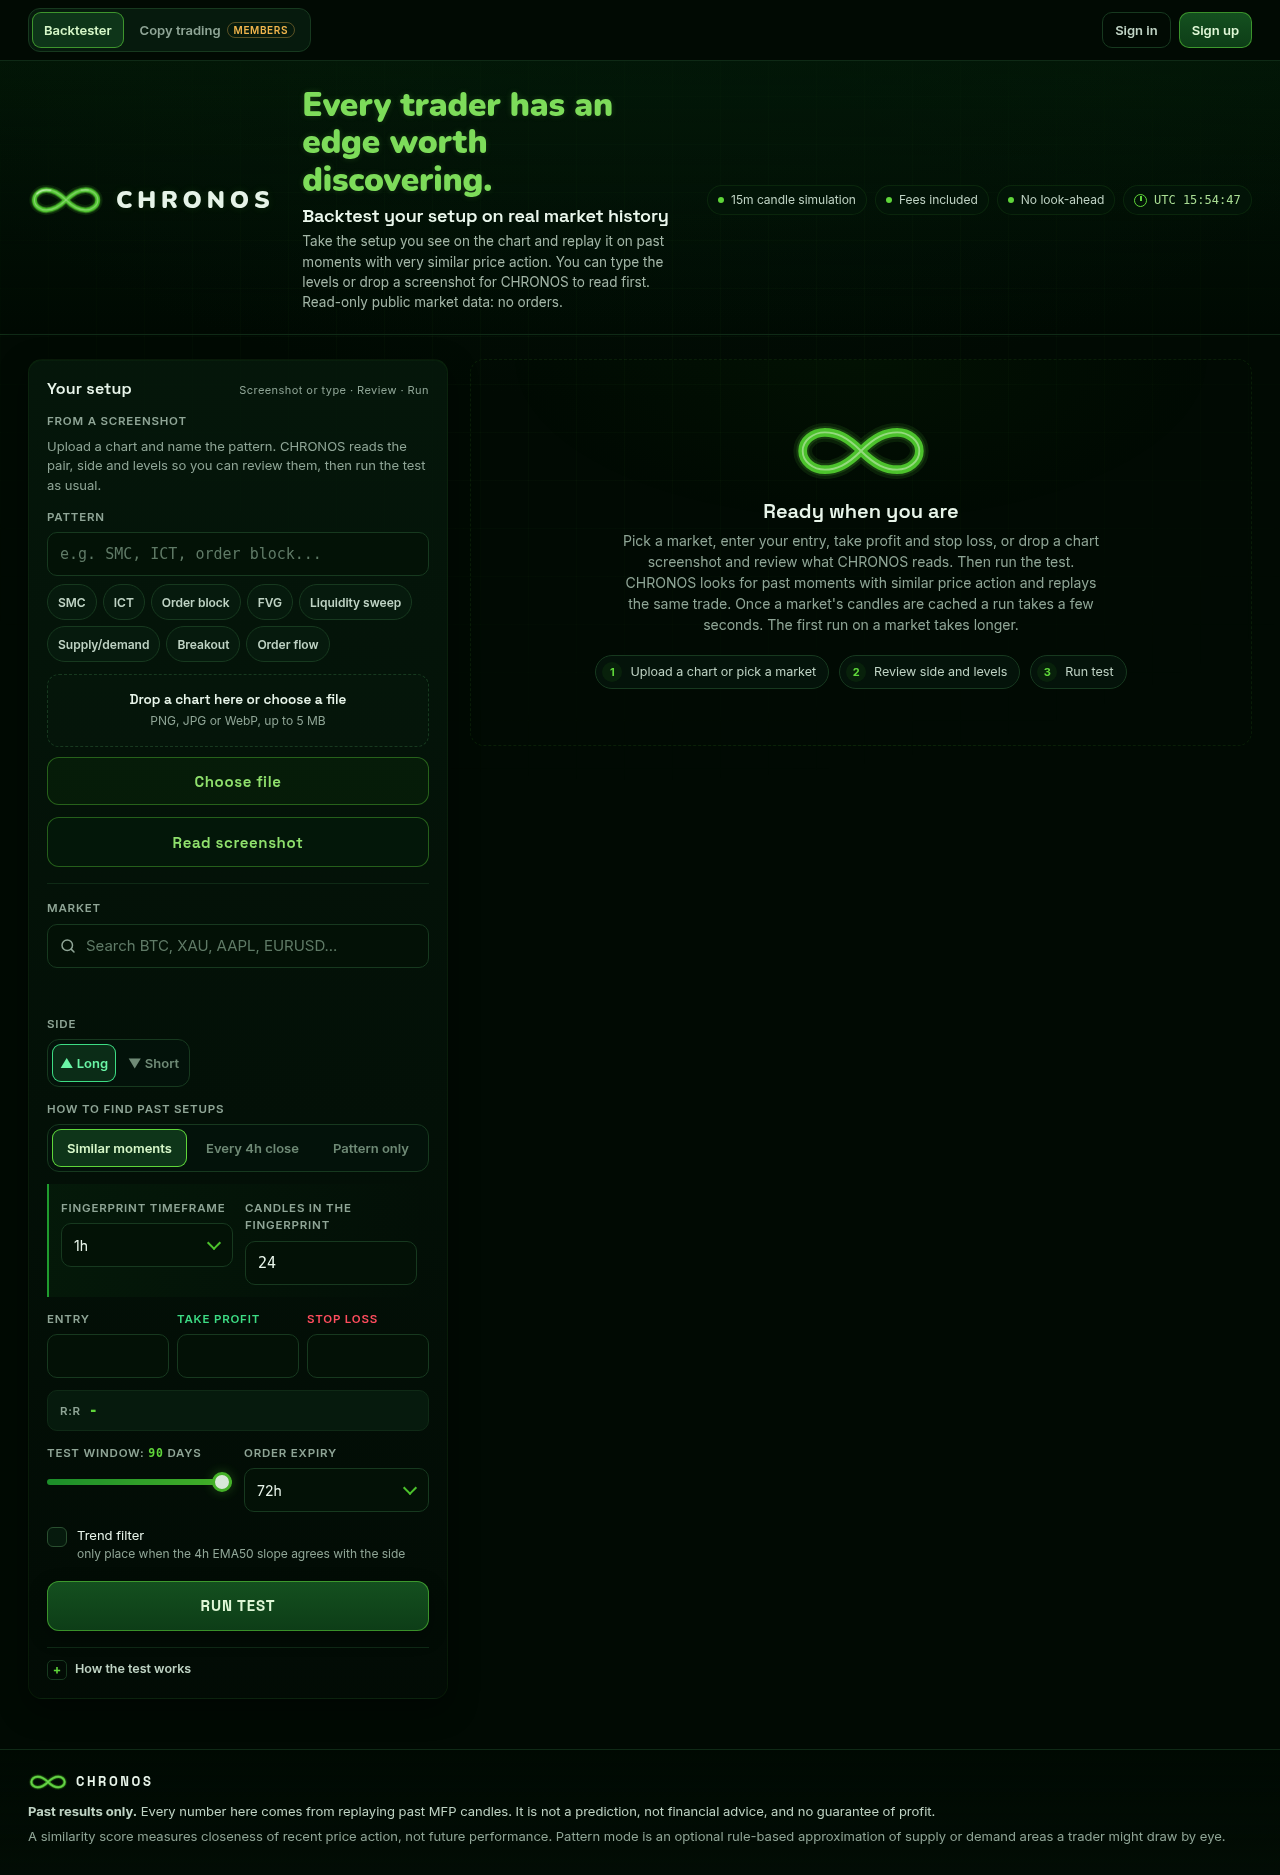 Backtester
Copy trading MEMBERS
Sign in
Sign up
CHRONOS
Every trader has an
edge worth
discovering.
Backtest your setup on real market history
Take the setup you see on the chart and replay it on past
moments with very similar price action. You can type the
levels or drop a screenshot for CHRONOS to read first.
Read-only public market data: no orders.
15m candle simulation
Fees included
No look-ahead
UTC 15:54:47
Your setup
Screenshot or type · Review · Run
FROM A SCREENSHOT
Upload a chart and name the pattern. CHRONOS reads the
pair, side and levels so you can review them, then run the test
as usual.
PATTERN
e.g. SMC, ICT, order block...
SMC
ICT
Order block
FVG
Liquidity sweep
Supply/demand
Breakout
Order flow
Drop a chart here or choose a file
PNG, JPG or WebP, up to 5 MB
Choose file
Read screenshot
MARKET
Search BTC, XAU, AAPL, EURUSD...
SIDE
▲ Long
▼ Short
HOW TO FIND PAST SETUPS
Similar moments
Every 4h close
Pattern only
FINGERPRINT TIMEFRAME
1h
CANDLES IN THE
FINGERPRINT
24
ENTRY
TAKE PROFIT
STOP LOSS
R:R -
TEST WINDOW: 90 DAYS
ORDER EXPIRY
72h
Trend filter
only place when the 4h EMA50 slope agrees with the side
RUN TEST
+ How the test works
Ready when you are
Pick a market, enter your entry, take profit and stop loss, or drop a chart
screenshot and review what CHRONOS reads. Then run the test.
CHRONOS looks for past moments with similar price action and replays
the same trade. Once a market's candles are cached a run takes a few
seconds. The first run on a market takes longer.
1 Upload a chart or pick a market
2 Review side and levels
3 Run test
CHRONOS
Past results only. Every number here comes from replaying past MFP candles. It is not a prediction, not financial advice, and no guarantee of profit.
A similarity score measures closeness of recent price action, not future performance. Pattern mode is an optional rule-based approximation of supply or demand areas a trader might draw by eye.